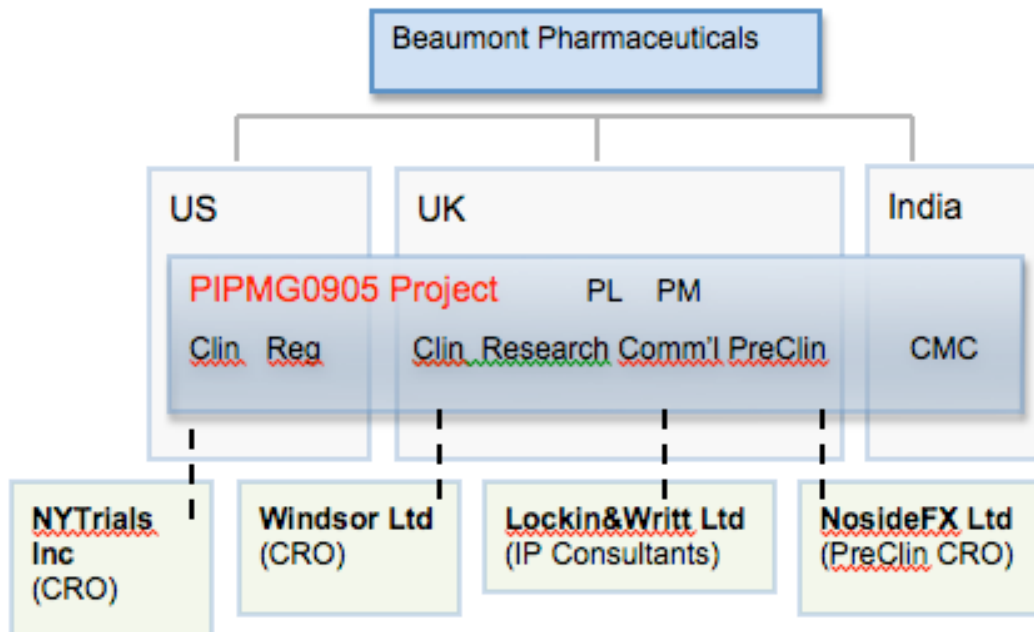 Beaumont Pharmaceuticals
US
UK
India
PIPMG0905 Project PL PM
Clin Reg Clin Research Comm'l PreClin CMC
NYTrials
Inc
(CRO)
Windsor Ltd
(CRO)
Lockin&Writt Ltd
(IP Consultants)
NosideFX Ltd
(PreClin CRO)